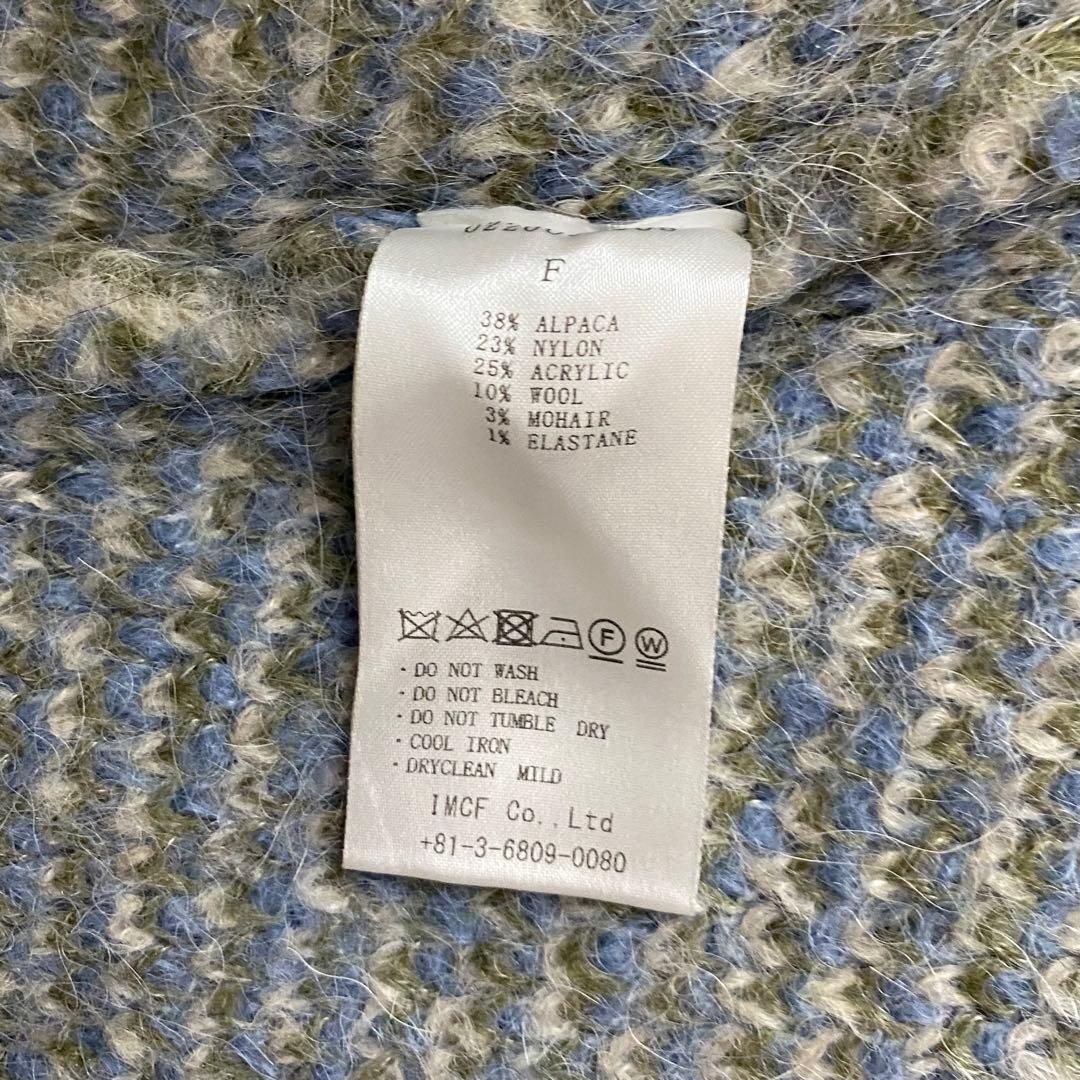 F
38% ALPACA
23% NYLON
25% ACRYLIC
10% WOOL
3% MOHAIR
1% ELASTANE
F W
・DO NOT WASH
・DO NOT BLEACH
・DO NOT TUMBLE DRY
・COOL IRON
・DRYCLEAN MILD
IMCF Co.,Ltd
+81-3-6809-0080